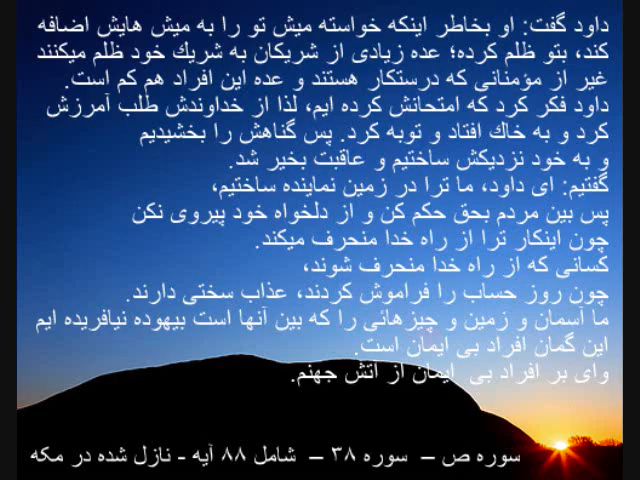 داود گفت: او بخاطر اینکه خواسته میش تو را به میش هایش اضافه
کند، بتو ظلم کرده؛ عده زیادی از شریکان به شریك خود ظلم میکنند
غیر از مؤمنانی که درستکار هستند و عده این افراد هم کم است.
داود فکر کرد که امتحانش کرده ایم، لذا از خداوندش طلب آمرزش
کرد و به خاك افتاد و توبه کرد. پس گناهش را بخشیدیم
و به خود نزدیکش ساختیم و عاقبت بخیر شد.
گفتیم: ای داود، ما ترا در زمین نماینده ساختیم،
پس بین مردم بحق حکم کن و از دلخواه خود پیروی نکن
چون اینکار ترا از راه خدا منحرف میکند.
کسانی که از راه خدا منحرف شوند،
چون روز حساب را فراموش کردند، عذاب سختی دارند.
ما آسمان و زمین و چیزهائی را که بین آنها است بیهوده نیافریده ایم
این گمان افراد بی ایمان است.
وای بر افراد بی ایمان از آتش جهنم.
سوره ص – سوره ۳۸ – شامل ۸۸ آیه - نازل شده در مکه